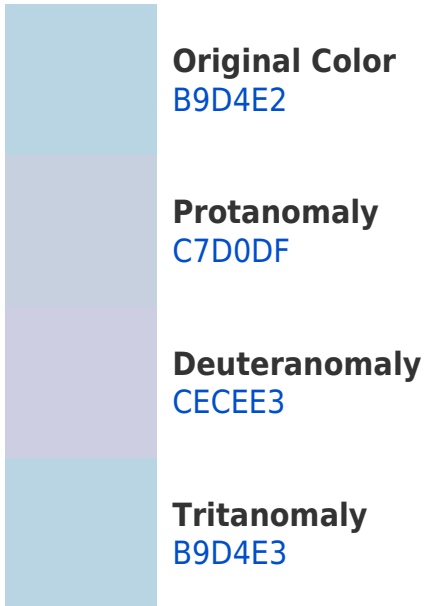 Original Color
B9D4E2
Protanomaly
C7D0DF
Deuteranomaly
CECEE3
Tritanomaly
B9D4E3